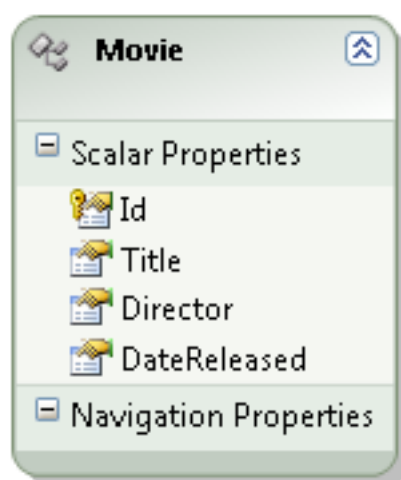 Movie
Scalar Properties
Id
Title
Director
DateReleased
Navigation Properties